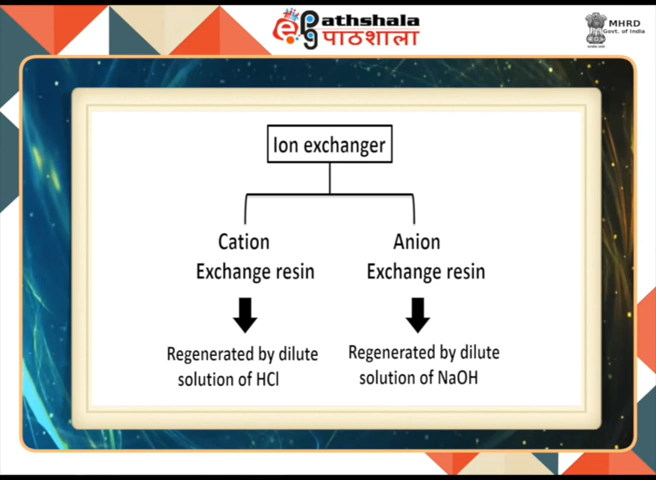 Pathshala
पाठशाला
MHRD
Govt. of India
Ion exchanger
Cation
Exchange resin
Anion
Exchange resin
Regenerated by dilute
solution of HCl
Regenerated by dilute
solution of NaOH